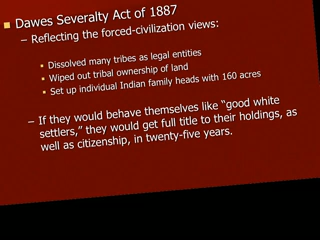 Dawes Severalty Act of 1887
– Reflecting the forced-civilization views:
Dissolved many tribes as legal entities
Wiped out tribal ownership of land
Set up individual Indian family heads with 160 acres
– If they would behave themselves like “good white
settlers,” they would get full title to their holdings, as
well as citizenship, in twenty-five years.